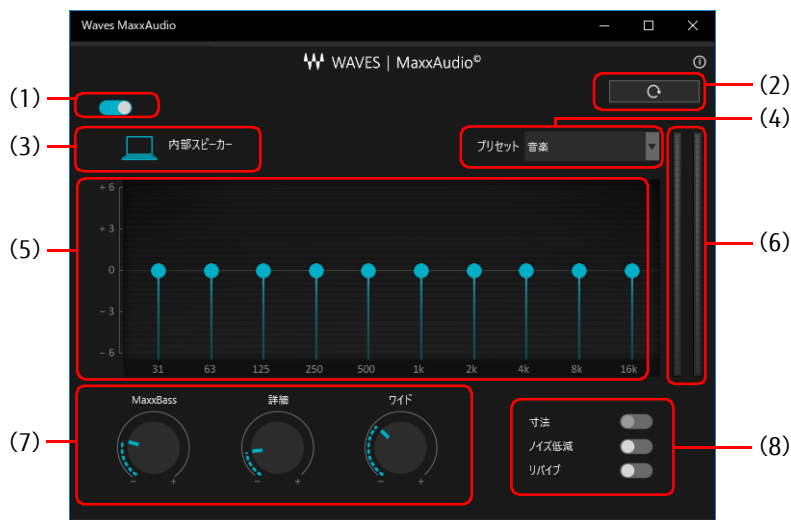 Waves MaxxAudio
WAVES | MaxxAudio©
(1)
(2)
(3)
内部スピーカー
(4)
プリセット 音楽
(5)
+ 6
+ 3
0
- 3
- 6
31 63 125 250 500 1k 2k 4k 8k 16k
(6)
(7)
MaxxBass 詳細 ワイド
- + - + - +
(8)
寸法
ノイズ低減
リバイブ